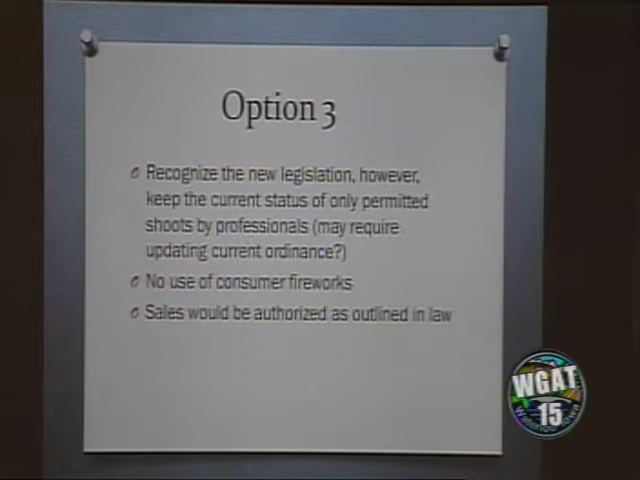 Option 3
Recognize the new legislation, however,
keep the current status of only permitted
shoots by professionals (may require
updating current ordinance?)
No use of consumer fireworks
Sales would be authorized as outlined in law
WGAT
15